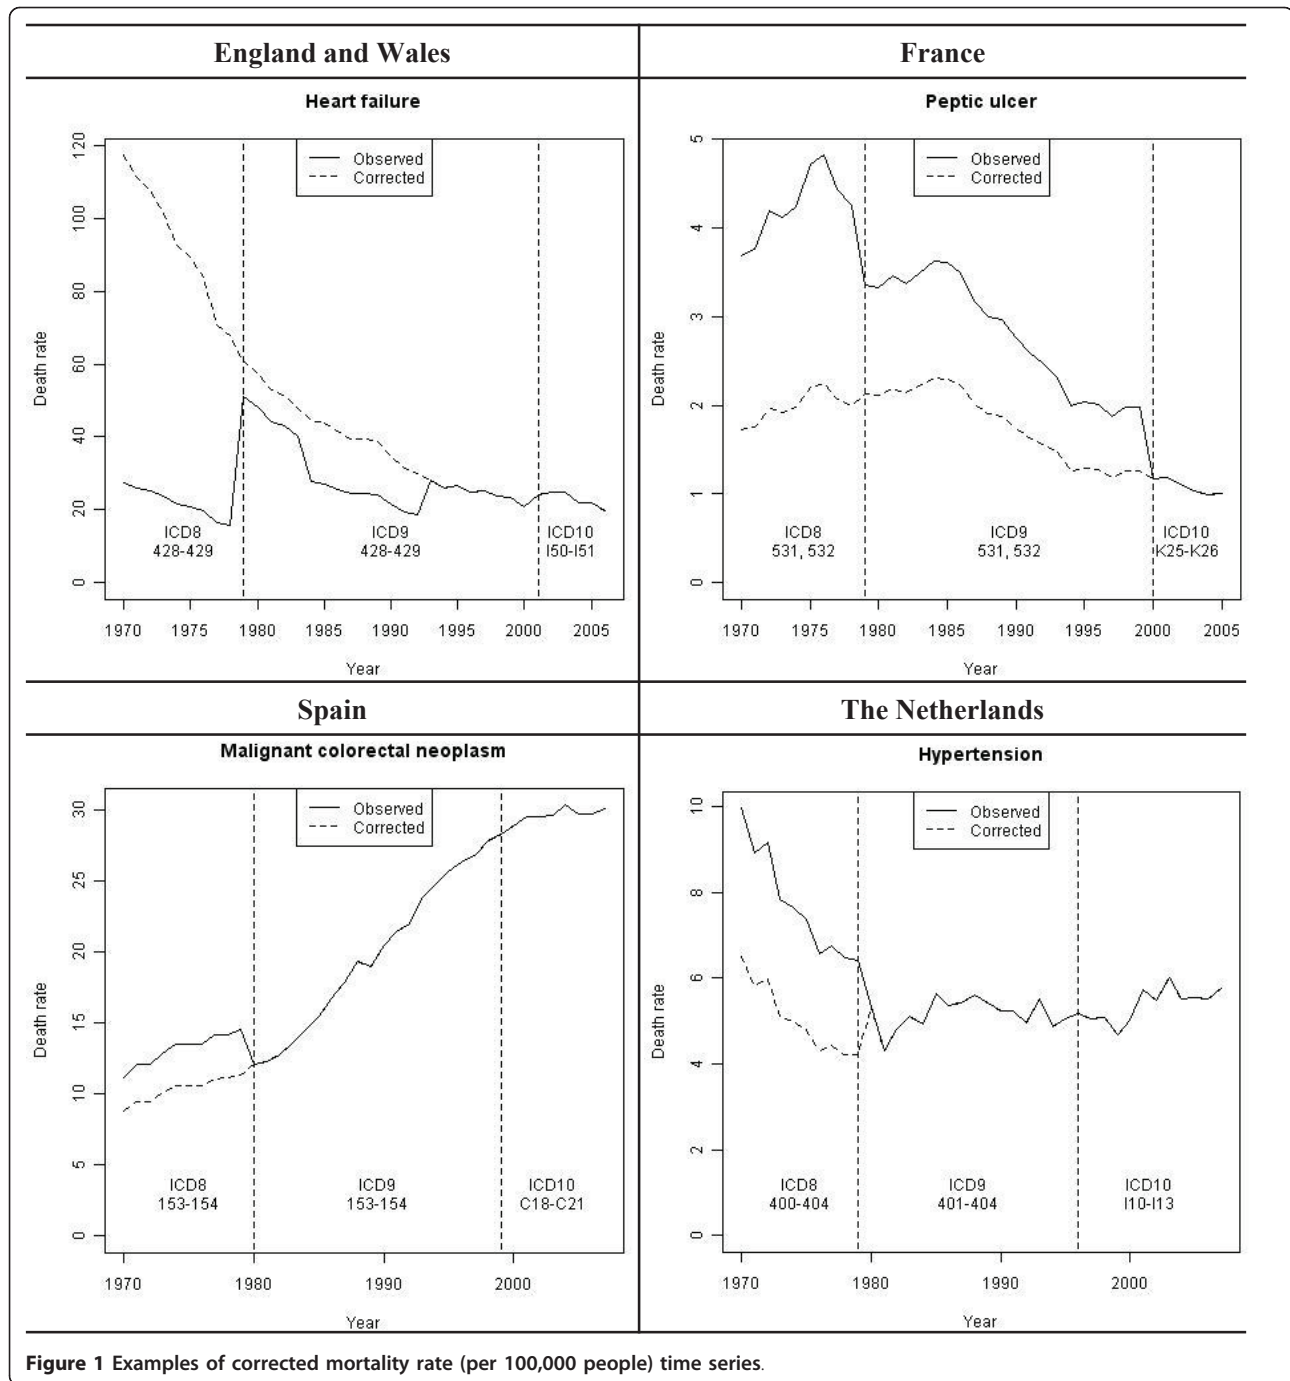 England and Wales
France
Heart failure
120
100
80
60
40
20
0
Death rate
Observed
Corrected
ICD8
428-429
ICD9
428-429
ICD10
I50-I51
1970 1975 1980 1985 1990 1995 2000 2005
Year
Peptic ulcer
5
4
3
2
1
0
Death rate
Observed
Corrected
ICD8
531, 532
ICD9
531, 532
ICD10
K25-K26
1970 1975 1980 1985 1990 1995 2000 2005
Year
Spain
The Netherlands
Malignant colorectal neoplasm
30
25
20
15
10
5
0
Death rate
Observed
Corrected
ICD8
153-154
ICD9
153-154
ICD10
C18-C21
1970 1980 1990 2000
Year
Hypertension
10
8
6
4
2
0
Death rate
Observed
Corrected
ICD8
400-404
ICD9
401-404
ICD10
I10-I13
1970 1980 1990 2000
Year
Figure 1 Examples of corrected mortality rate (per 100,000 people) time series.